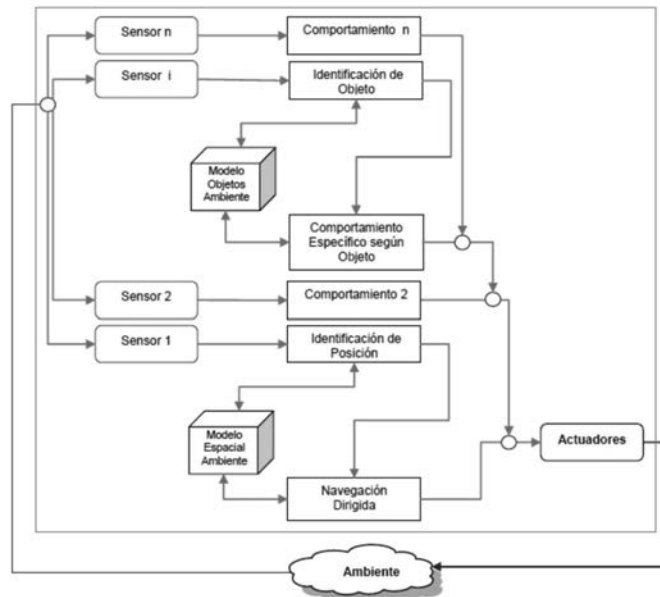 Sensor n
Comportamiento n
Sensor i
Identificación de
Objeto
Modelo
Objetos
Ambiente
Comportamiento
Específico según
Objeto
Sensor 2
Comportamiento 2
Sensor 1
Identificación de
Posición
Modelo
Espacial
Ambiente
Actuadores
Navegación
Dirigida
Ambiente